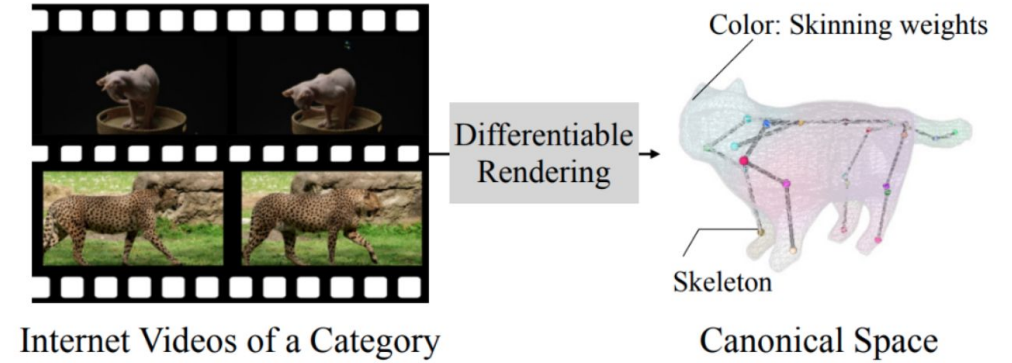 Color: Skinning weights
Differentiable
Rendering
Skeleton
Internet Videos of a Category
Canonical Space